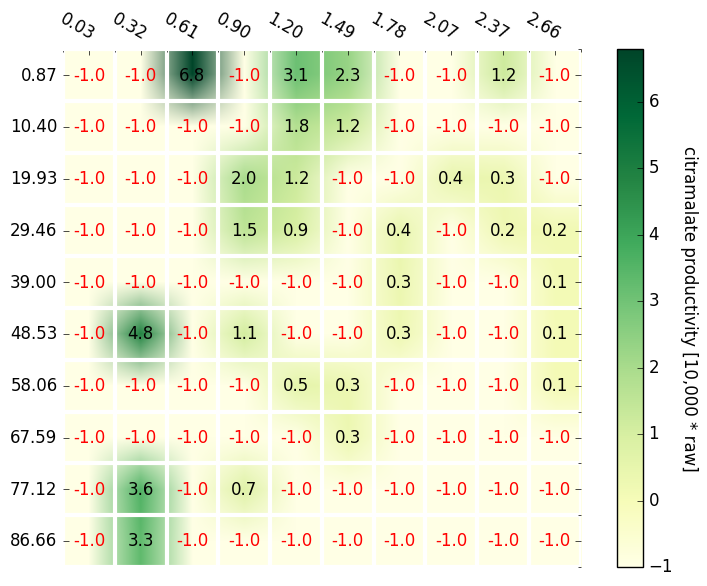 0.03 0.32 0.61 0.90 1.20 1.49 1.78 2.07 2.37 2.66
0.87 -1.0 -1.0 6.8 -1.0 3.1 2.3 -1.0 -1.0 1.2 -1.0
10.40 -1.0 -1.0 -1.0 -1.0 1.8 1.2 -1.0 -1.0 -1.0 -1.0
19.93 -1.0 -1.0 -1.0 2.0 1.2 -1.0 -1.0 0.4 0.3 -1.0
29.46 -1.0 -1.0 -1.0 1.5 0.9 -1.0 0.4 -1.0 0.2 0.2
39.00 -1.0 -1.0 -1.0 -1.0 -1.0 -1.0 0.3 -1.0 -1.0 0.1
48.53 -1.0 4.8 -1.0 1.1 -1.0 -1.0 0.3 -1.0 -1.0 0.1
58.06 -1.0 -1.0 -1.0 -1.0 0.5 0.3 -1.0 -1.0 -1.0 0.1
67.59 -1.0 -1.0 -1.0 -1.0 -1.0 0.3 -1.0 -1.0 -1.0 -1.0
77.12 -1.0 3.6 -1.0 0.7 -1.0 -1.0 -1.0 -1.0 -1.0 -1.0
86.66 -1.0 3.3 -1.0 -1.0 -1.0 -1.0 -1.0 -1.0 -1.0 -1.0
6
5
4
3
2
1
0
−1
citramalate productivity [10,000 * raw]